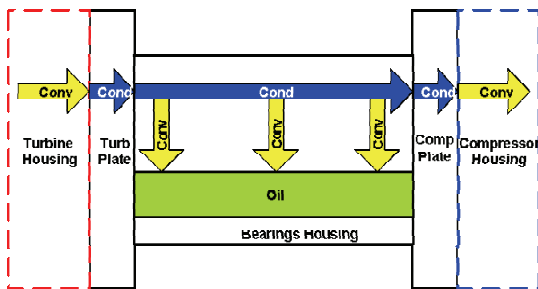 Conv
Cond
Cond
Cond
Conv
Conv
Conv
Conv
Turbine
Housing
Turb
Plate
Comp
Plate
Compressor
Housing
Oil
Bearings Housing